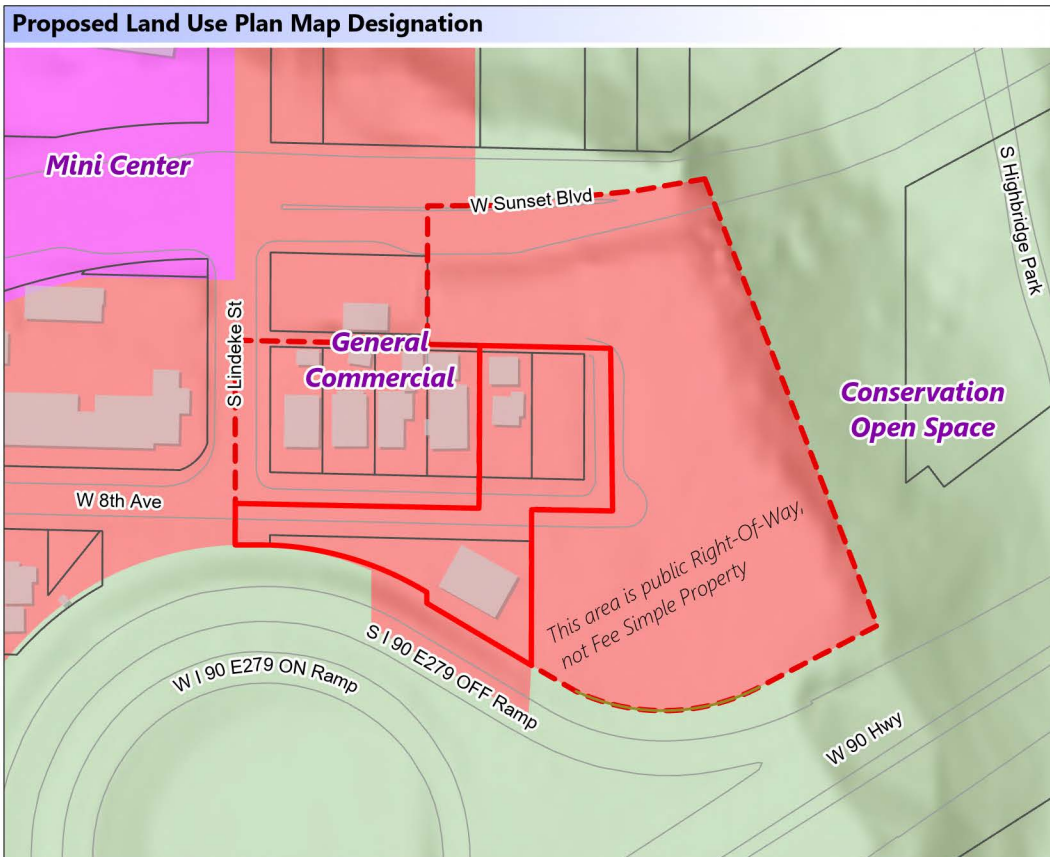 Proposed Land Use Plan Map Designation
Mini Center
W Sunset Blvd
S Highbridge Park
S Lindeke St
General
Commercial
Conservation
Open Space
W 8th Ave
This area is public Right-Of-Way,
not Fee Simple Property
S I 90 E279 OFF Ramp
W I 90 E279 ON Ramp
W 90 Hwy